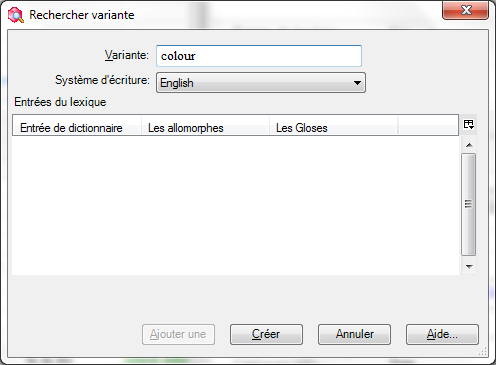 Rechercher variante
Variante: colour
Système d'écriture: English
Entrées du lexique
Entrée de dictionnaire Les allomorphes Les Gloses
Ajouter une Créer Annuler Aide...